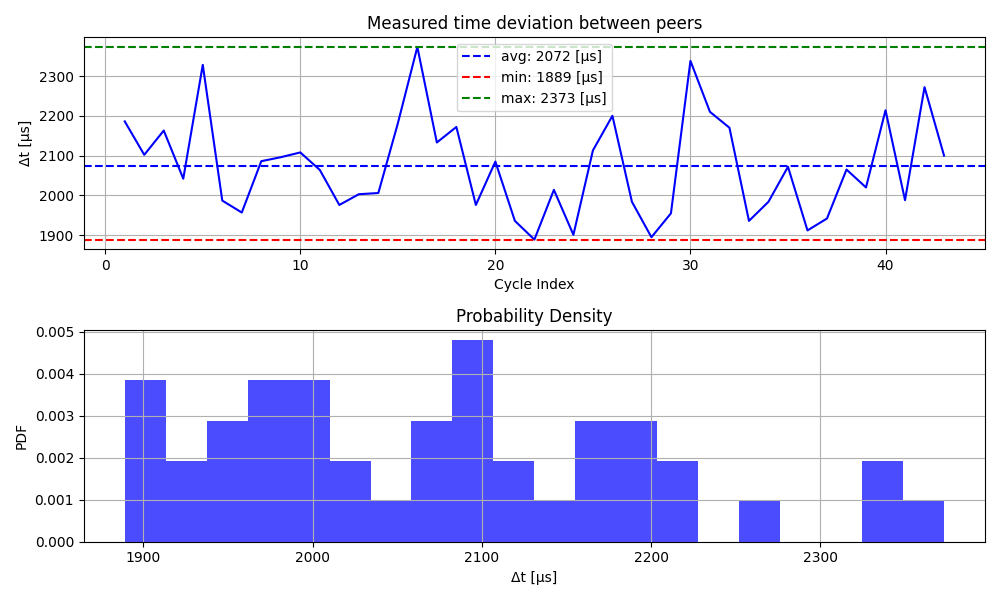 Measured time deviation between peers
avg: 2072 [µs]
min: 1889 [µs]
max: 2373 [µs]
Δt [µs]
2300
2200
2100
2000
1900
0 10 20 30 40
Cycle Index
Probability Density
PDF
0.005
0.004
0.003
0.002
0.001
0.000
1900 2000 2100 2200 2300
Δt [µs]